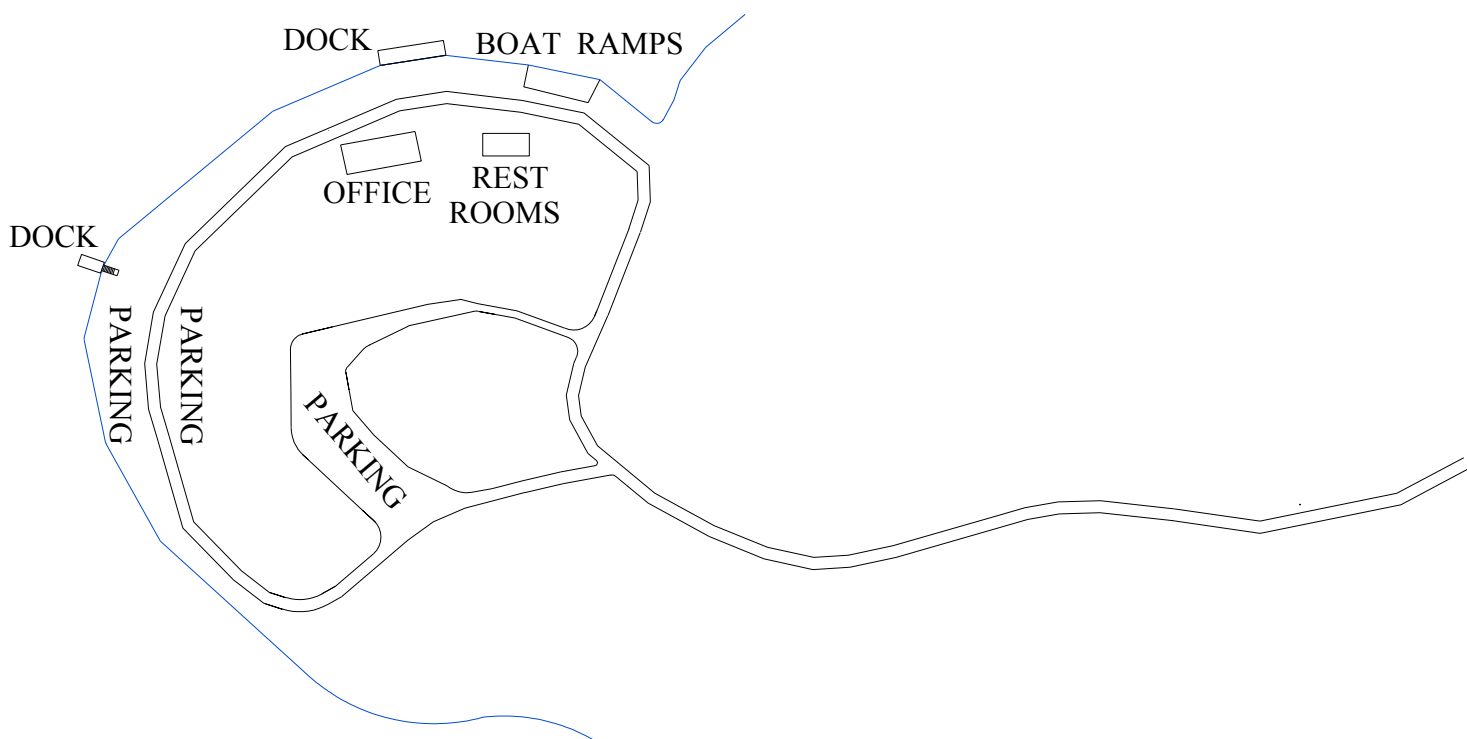 DOCK
BOAT RAMPS
OFFICE
REST
ROOMS
DOCK
PARKING
PARKING
PARKING